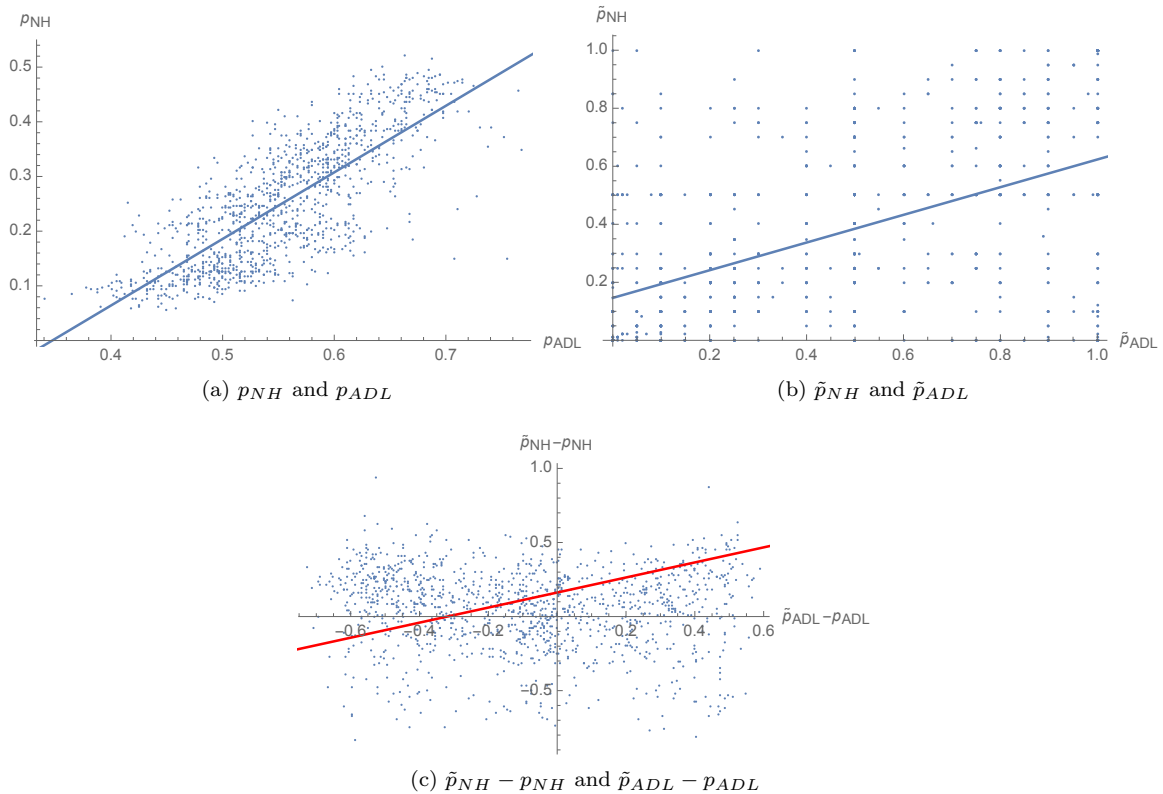 p_NH
0.5
0.4
0.3
0.2
0.1
0.4 0.5 0.6 0.7
p_ADL
(a) p_NH and p_ADL
p̃_NH
1.0
0.8
0.6
0.4
0.2
0.2 0.4 0.6 0.8 1.0
p̃_ADL
(b) p̃_NH and p̃_ADL
p̃_NH−p_NH
1.0
0.5
−0.6 −0.4 −0.2 0.2 0.4 0.6
p̃_ADL−p_ADL
−0.5
(c) p̃_NH − p_NH and p̃_ADL − p_ADL